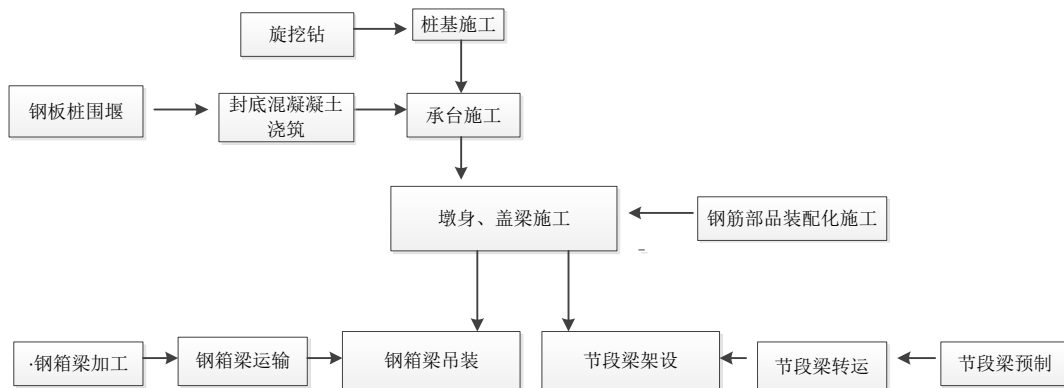 旋挖钻
桩基施工
钢板桩围堰
封底混凝凝土
浇筑
承台施工
墩身、盖梁施工
钢筋部品装配化施工
·钢箱梁加工
钢箱梁运输
钢箱梁吊装
节段梁架设
节段梁转运
节段梁预制